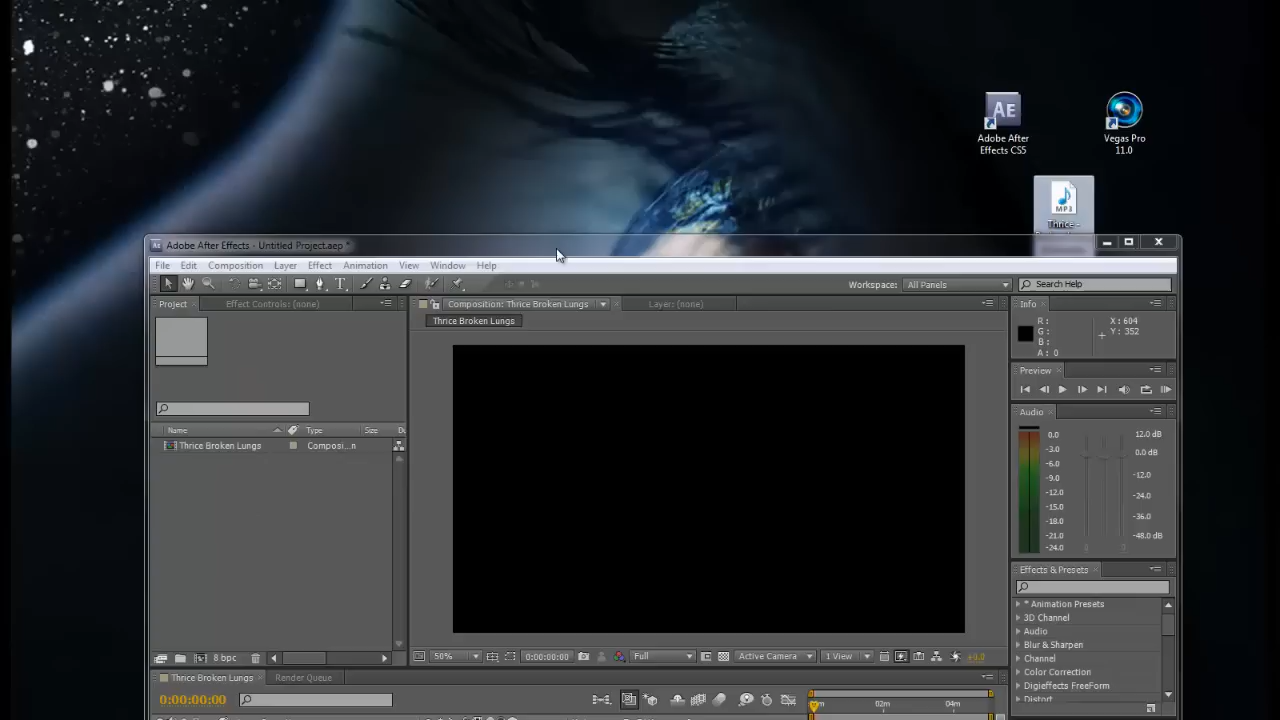 Adobe After
Effects CS5
Vegas Pro
11.0
MP3
Thrice -
Adobe After Effects - Untitled Project.aep *
File Edit Composition Layer Effect Animation View Window Help
Workspace: All Panels Search Help
Project Effect Controls: (none) Composition: Thrice Broken Lungs Layer: (none) Info
Thrice Broken Lungs
R :
G :
B :
A : 0
X : 604
Y : 352
Preview
Audio
0.0
-3.0
-6.0
-9.0
-12.0
-15.0
-18.0
-21.0
-24.0
12.0 dB
0.0 dB
-12.0
-24.0
-36.0
-48.0 dB
Name Type Size
Thrice Broken Lungs Composi...n
Effects & Presets
* Animation Presets
3D Channel
Audio
Blur & Sharpen
Channel
Color Correction
Digieffects FreeForm
Distort
8 bpc
50% 0:00:00:00 Full Active Camera 1 View +0.0
Thrice Broken Lungs Render Queue
0:00:00:00
02m 04m